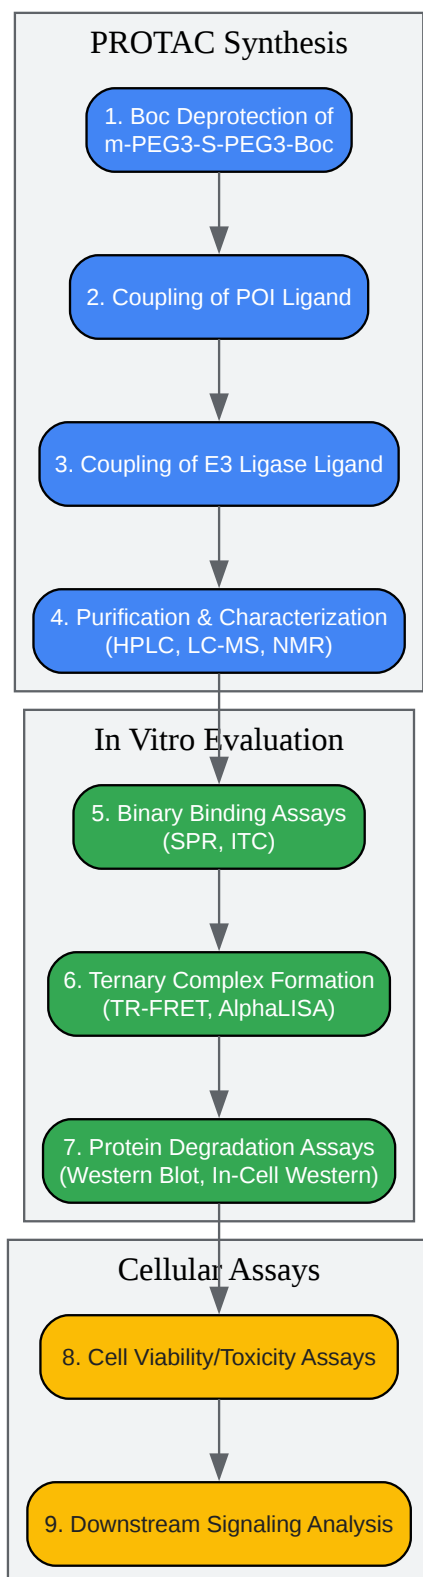 PROTAC Synthesis
1. Boc Deprotection of
m-PEG3-S-PEG3-Boc
2. Coupling of POI Ligand
3. Coupling of E3 Ligase Ligand
4. Purification & Characterization
(HPLC, LC-MS, NMR)
In Vitro Evaluation
5. Binary Binding Assays
(SPR, ITC)
6. Ternary Complex Formation
(TR-FRET, AlphaLISA)
7. Protein Degradation Assays
(Western Blot, In-Cell Western)
Cellular Assays
8. Cell Viability/Toxicity Assays
9. Downstream Signaling Analysis